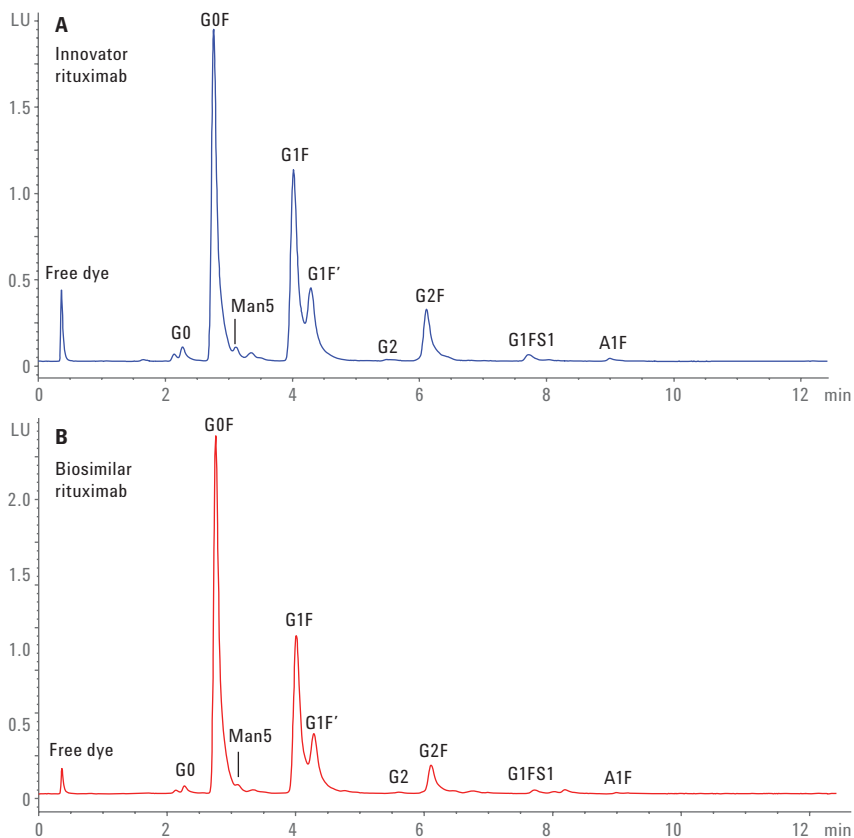 LU
A
G0F
Innovator
rituximab
1.5
G1F
1.0
G1F′
Free dye
0.5
Man5
G2F
G0
G2
G1FS1
A1F
0
0 2 4 6 8 10 12 min
LU
B
G0F
Biosimilar
rituximab
2.0
1.5
G1F
1.0
G1F′
Man5
0.5
Free dye
G0
G2F
G2
G1FS1
A1F
0
0 2 4 6 8 10 12 min